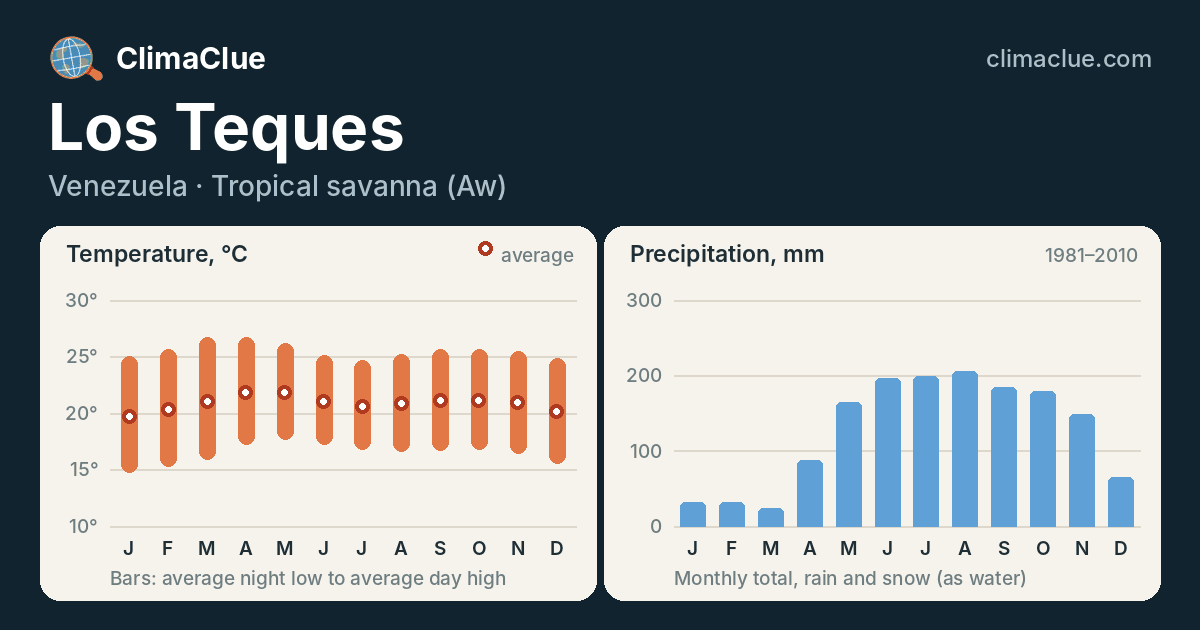 ClimaClue
climaclue.com
Los Teques
Venezuela · Tropical savanna (Aw)
Temperature, °C
average
30°
25°
20°
15°
10°
J F M A M J J A S O N D
Bars: average night low to average day high
Precipitation, mm
1981–2010
300
200
100
0
J F M A M J J A S O N D
Monthly total, rain and snow (as water)